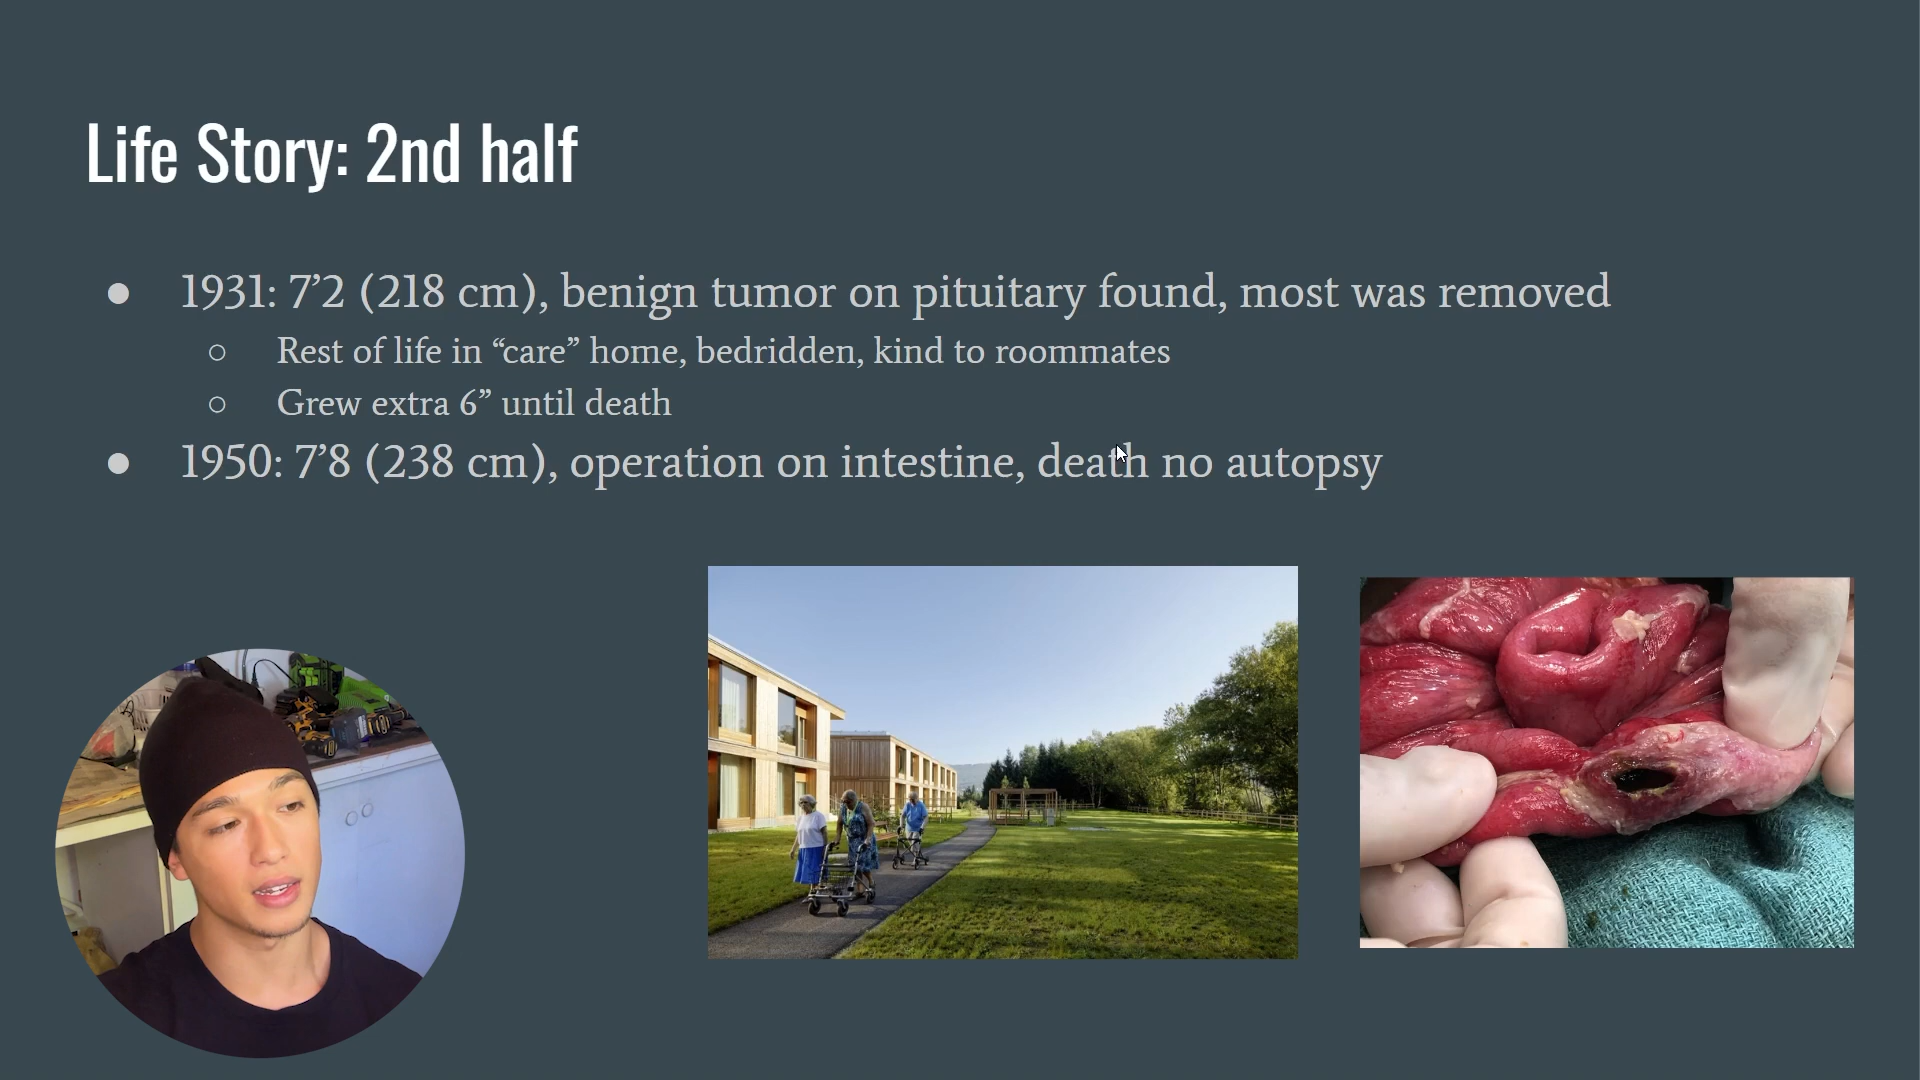 Life Story: 2nd half
● 1931: 7’2 (218 cm), benign tumor on pituitary found, most was removed
○ Rest of life in “care” home, bedridden, kind to roommates
○ Grew extra 6” until death
● 1950: 7’8 (238 cm), operation on intestine, death no autopsy